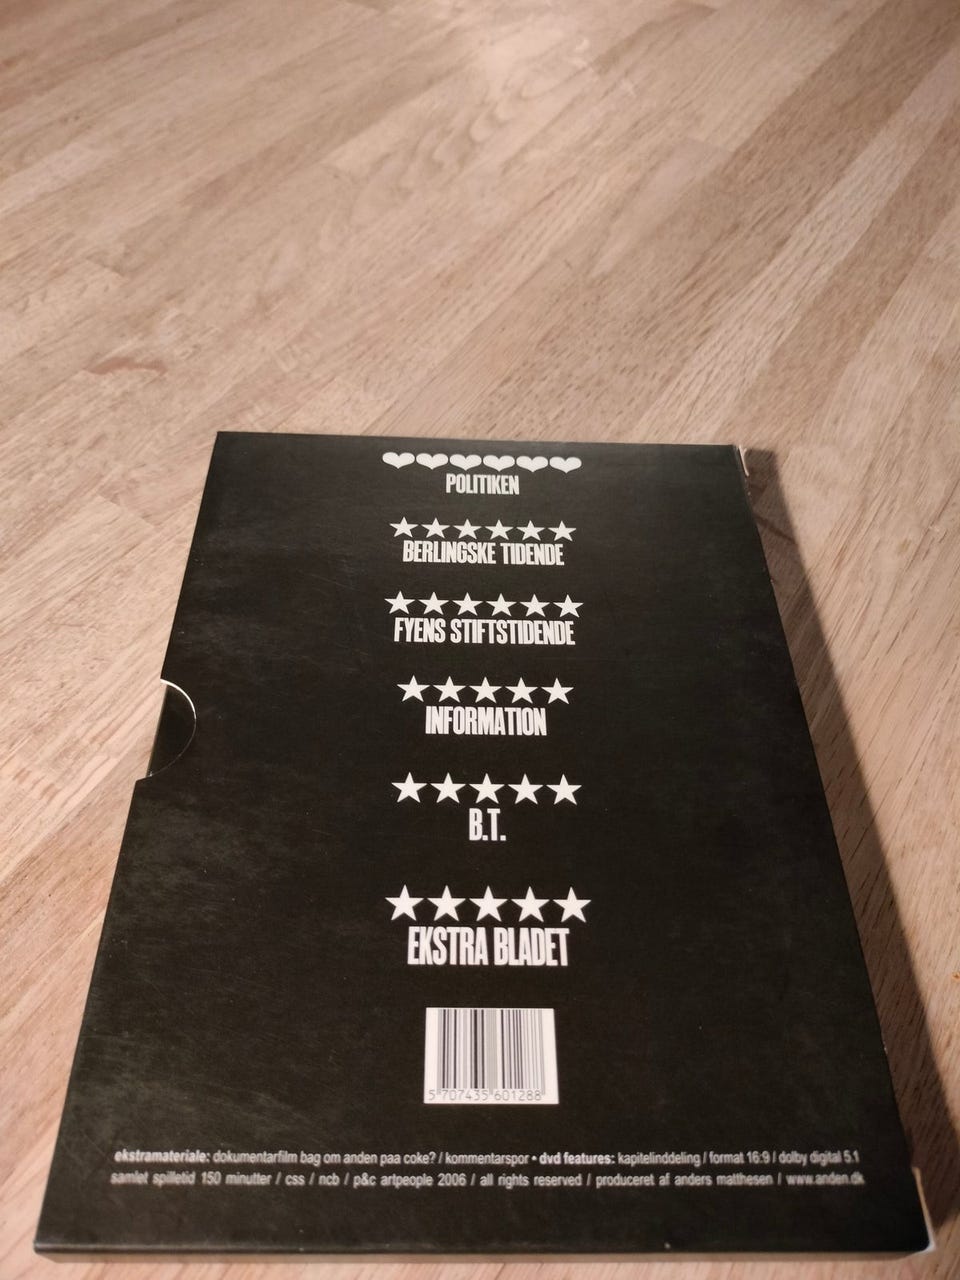 POLITIKEN
BERLINGSKE TIDENDE
FYENS STIFTSTIDENDE
INFORMATION
B.T.
EKSTRA BLADET
5 707435 601288
ekstramateriale: dokumentarfilm bag om anden paa coke? / kommentarspor • dvd features: kapitelinddeling / format 16:9 / dolby digital 5.1
samlet spilletid 150 minutter / css / ncb / p&c artpeople 2006 / all rights reserved / produceret af anders matthesen / www.anden.dk